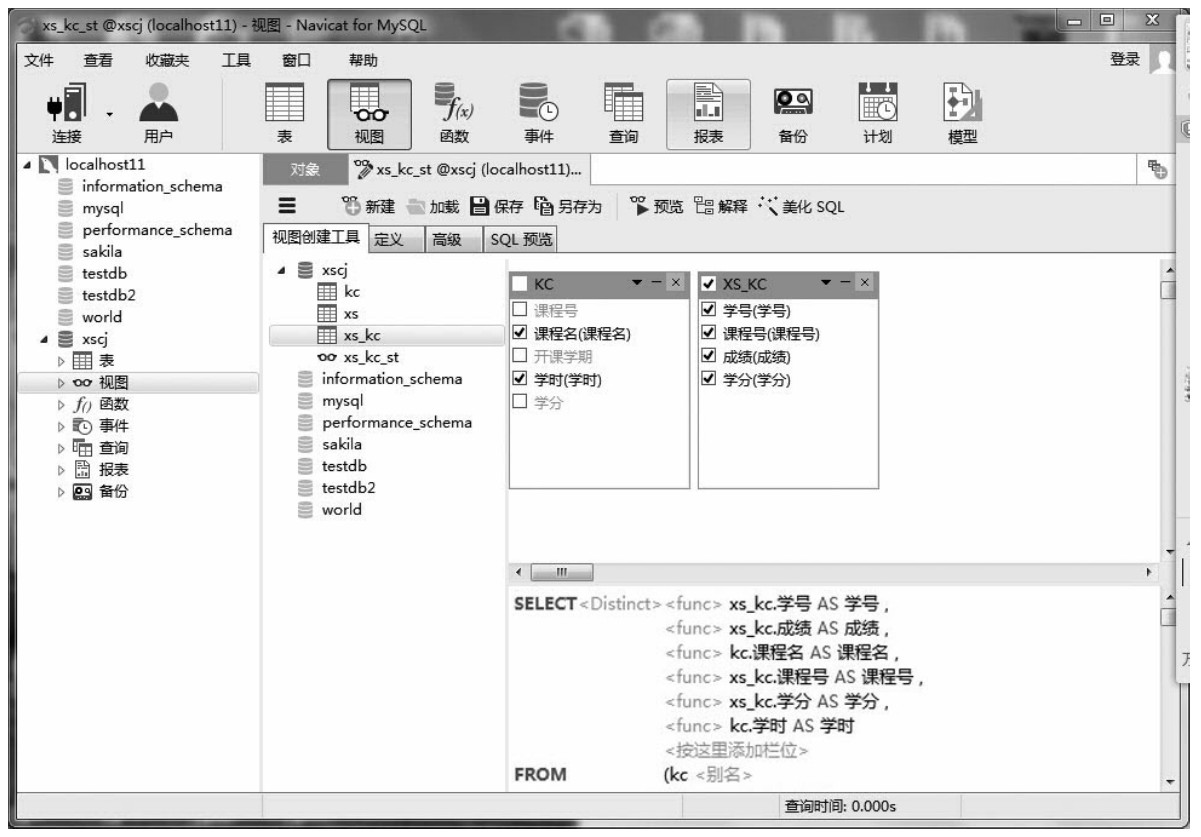 xs_kc_st @xscj (localhost11) - 视图 - Navicat for MySQL
文件 查看 收藏夹 工具 窗口 帮助 登录
连接 用户 表 视图 函数 事件 查询 报表 备份 计划 模型
localhost11
information_schema
mysql
performance_schema
sakila
testdb
testdb2
world
xscj
表
视图
函数
事件
查询
报表
备份
对象 xs_kc_st @xscj (localhost11)...
新建 加载 保存 另存为 预览 解释 美化 SQL
视图创建工具 定义 高级 SQL 预览
xscj
kc
xs
xs_kc
xs_kc_st
information_schema
mysql
performance_schema
sakila
testdb
testdb2
world
KC
课程号
课程名(课程名)
开课学期
学时(学时)
学分
XS_KC
学号(学号)
课程号(课程号)
成绩(成绩)
学分(学分)
SELECT <Distinct> <func> xs_kc.学号 AS 学号 ,
<func> xs_kc.成绩 AS 成绩 ,
<func> kc.课程名 AS 课程名 ,
<func> xs_kc.课程号 AS 课程号 ,
<func> xs_kc.学分 AS 学分 ,
<func> kc.学时 AS 学时
<按这里添加栏位>
FROM (kc <别名>
查询时间: 0.000s